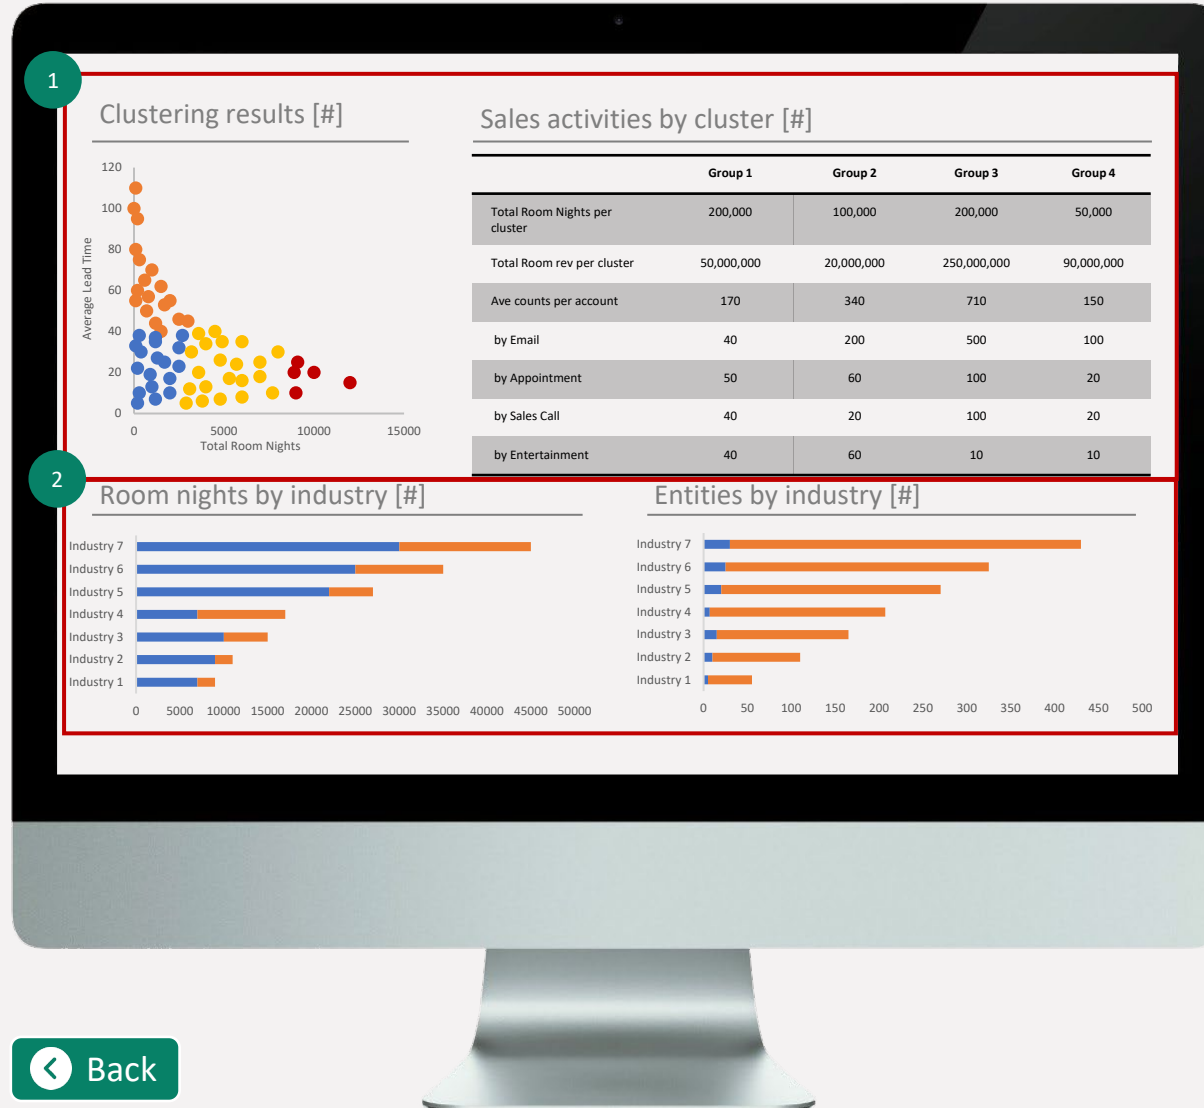 1
Clustering results [#]
120
100
80
60
40
20
0
Average Lead Time
0 5000 10000 15000
Total Room Nights
Sales activities by cluster [#]
Group 1 Group 2 Group 3 Group 4
Total Room Nights per
cluster
200,000 100,000 200,000 50,000
Total Room rev per cluster 50,000,000 20,000,000 250,000,000 90,000,000
Ave counts per account 170 340 710 150
by Email 40 200 500 100
by Appointment 50 60 100 20
by Sales Call 40 20 100 20
by Entertainment 40 60 10 10
2
Room nights by industry [#]
Industry 7
Industry 6
Industry 5
Industry 4
Industry 3
Industry 2
Industry 1
0 5000 10000 15000 20000 25000 30000 35000 40000 45000 50000
Entities by industry [#]
Industry 7
Industry 6
Industry 5
Industry 4
Industry 3
Industry 2
Industry 1
0 50 100 150 200 250 300 350 400 450 500
Back